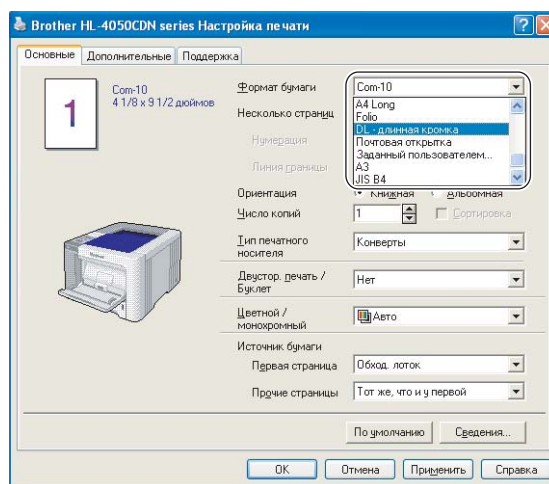 Brother HL-4050CDN series Настройка печати
Основные Дополнительные Поддержка
1
Com-10
4 1/8 x 9 1/2 дюймов
Формат бумаги Com-10
A4 Long
Folio
DL - длинная кромка
Почтовая открытка
Заданный пользователем...
A3
JIS B4
Несколько страниц
Нумерация
Линия границы
Ориентация Книжная Альбомная
Число копий 1 Сортировка
Тип печатного
носителя Конверты
Двустор. печать /
Буклет Нет
Цветной /
монохромный Авто
Источник бумаги
Первая страница Обход. лоток
Прочие страницы Тот же, что и у первой
По умолчанию Сведения...
OK Отмена Применить Справка